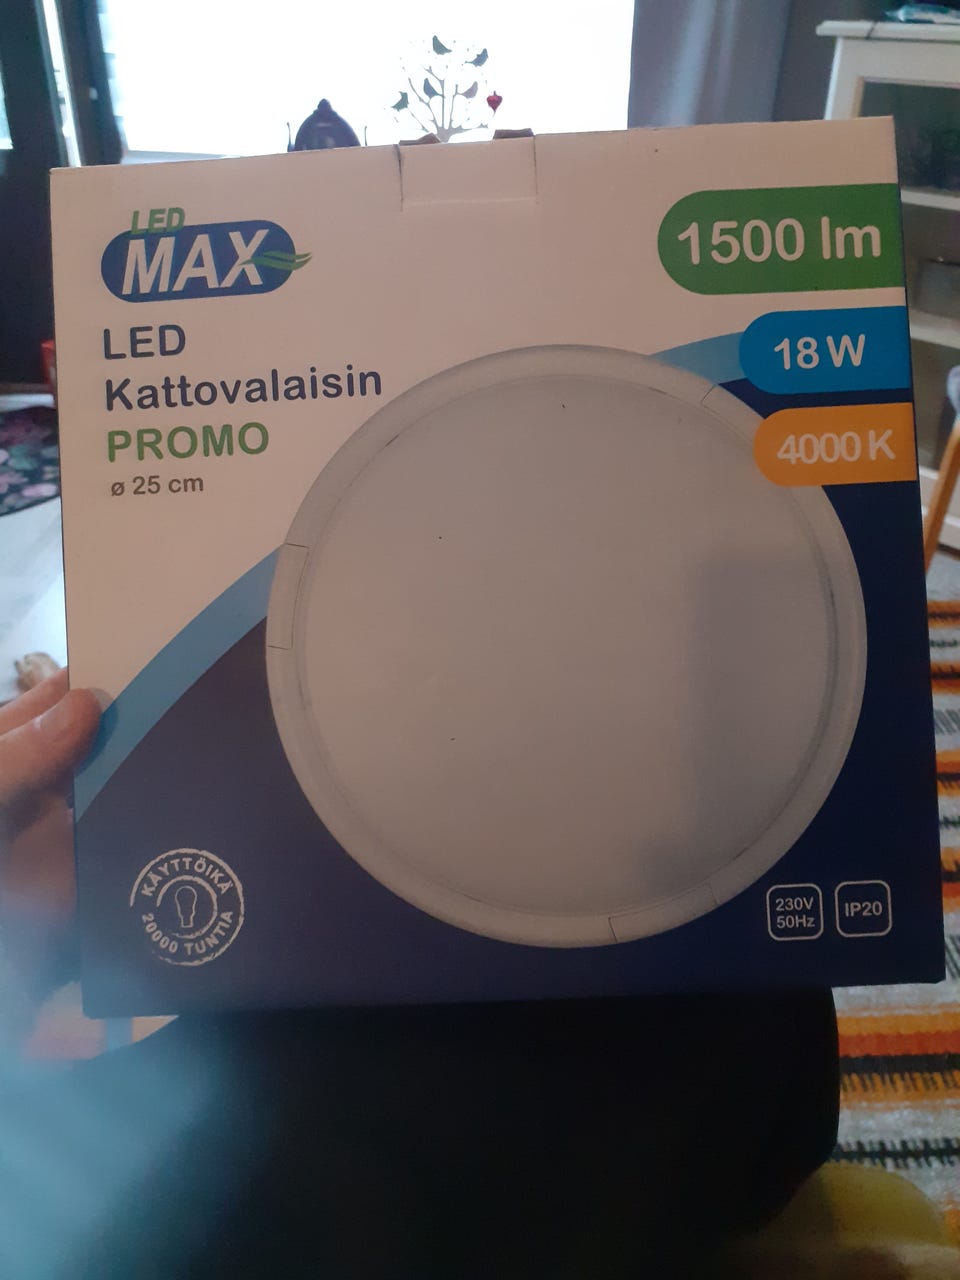 LED
MAX
LED
Kattovalaisin
PROMO
ø 25 cm
1500 lm
18 W
4000 K
KÄYTTÖIKÄ
20000 TUNTIA
230V
50Hz
IP20